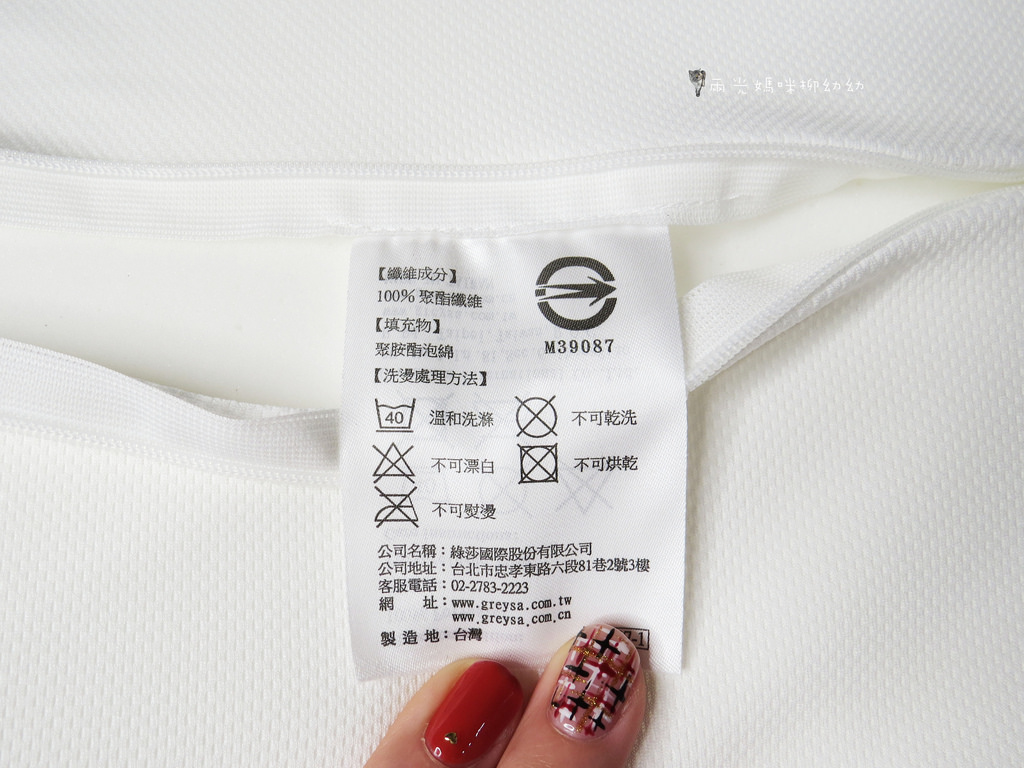 雨光媽咪柳幼幼
【纖維成分】
100% 聚酯纖維
【填充物】
聚胺酯泡綿
M39087
【洗燙處理方法】
40 溫和洗滌 不可乾洗
不可漂白 不可烘乾
不可熨燙
公司名稱：綠莎國際股份有限公司
公司地址：台北市忠孝東路六段81巷2號3樓
客服電話：02-2783-2223
網　　址：www.greysa.com.tw
www.greysa.com.cn
製 造 地：台灣